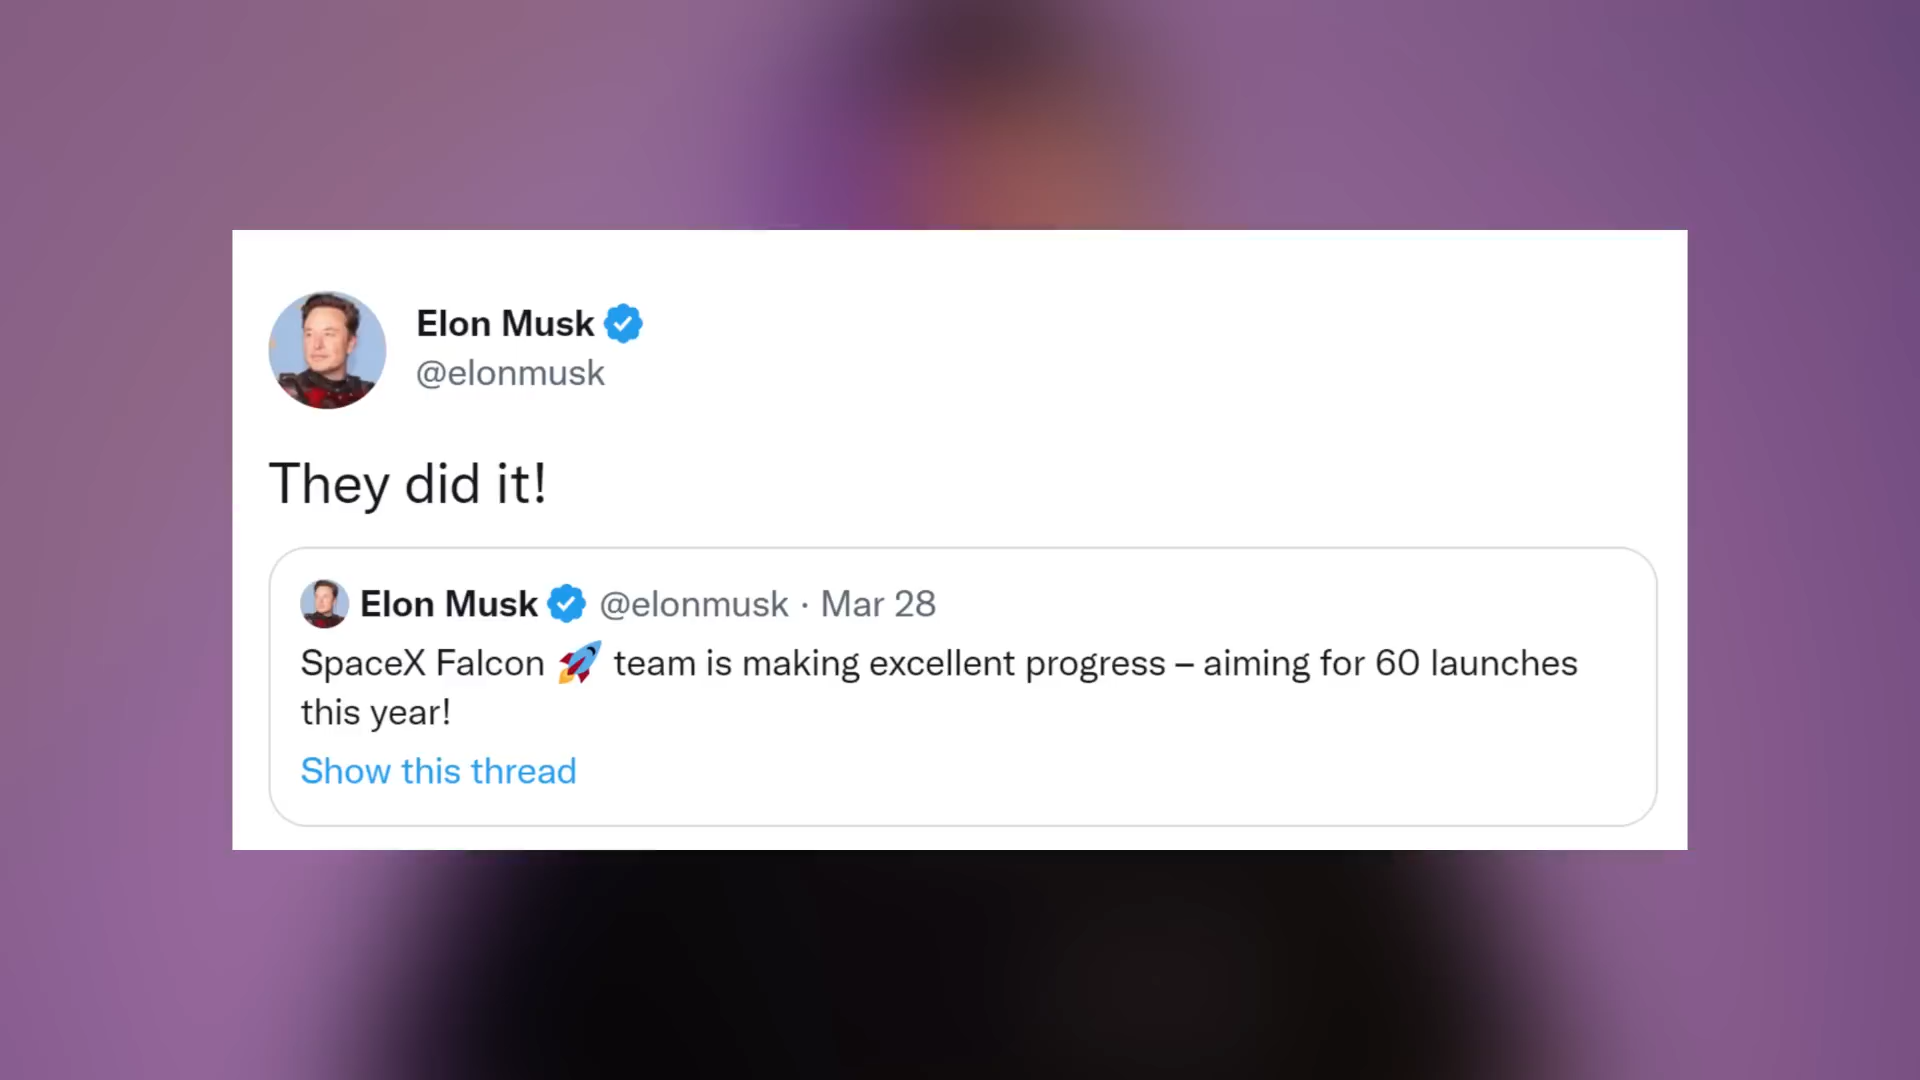 Elon Musk
@elonmusk
They did it!
Elon Musk @elonmusk · Mar 28
SpaceX Falcon 🚀 team is making excellent progress – aiming for 60 launches
this year!
Show this thread